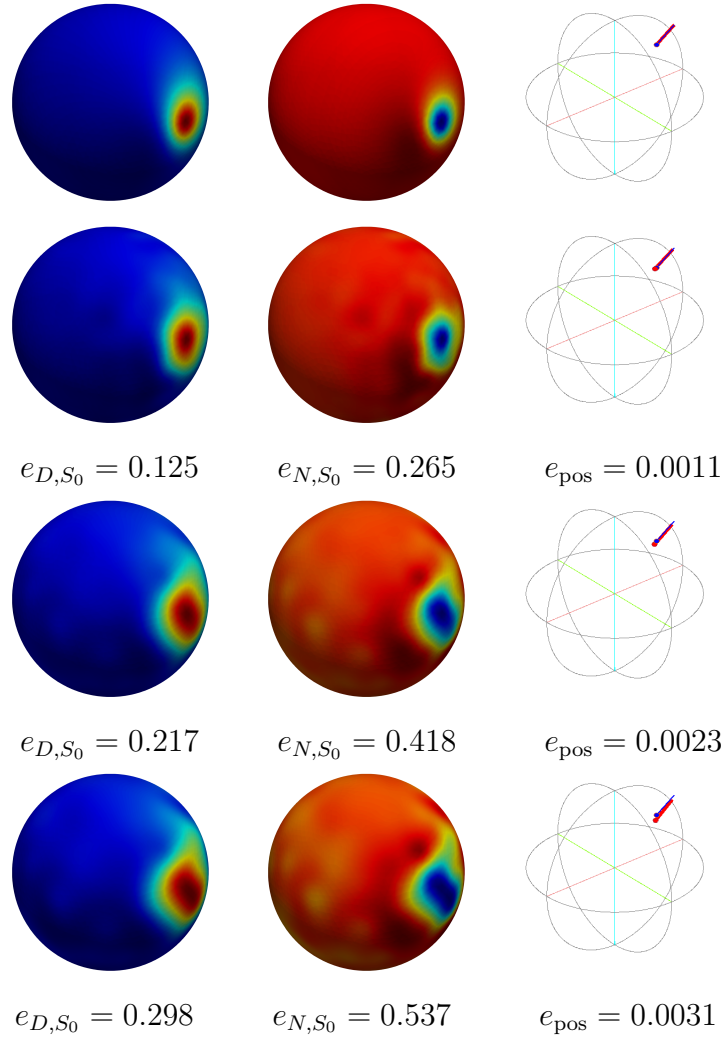 e_{D,S_0} = 0.125 e_{N,S_0} = 0.265 e_{pos} = 0.0011
e_{D,S_0} = 0.217 e_{N,S_0} = 0.418 e_{pos} = 0.0023
e_{D,S_0} = 0.298 e_{N,S_0} = 0.537 e_{pos} = 0.0031